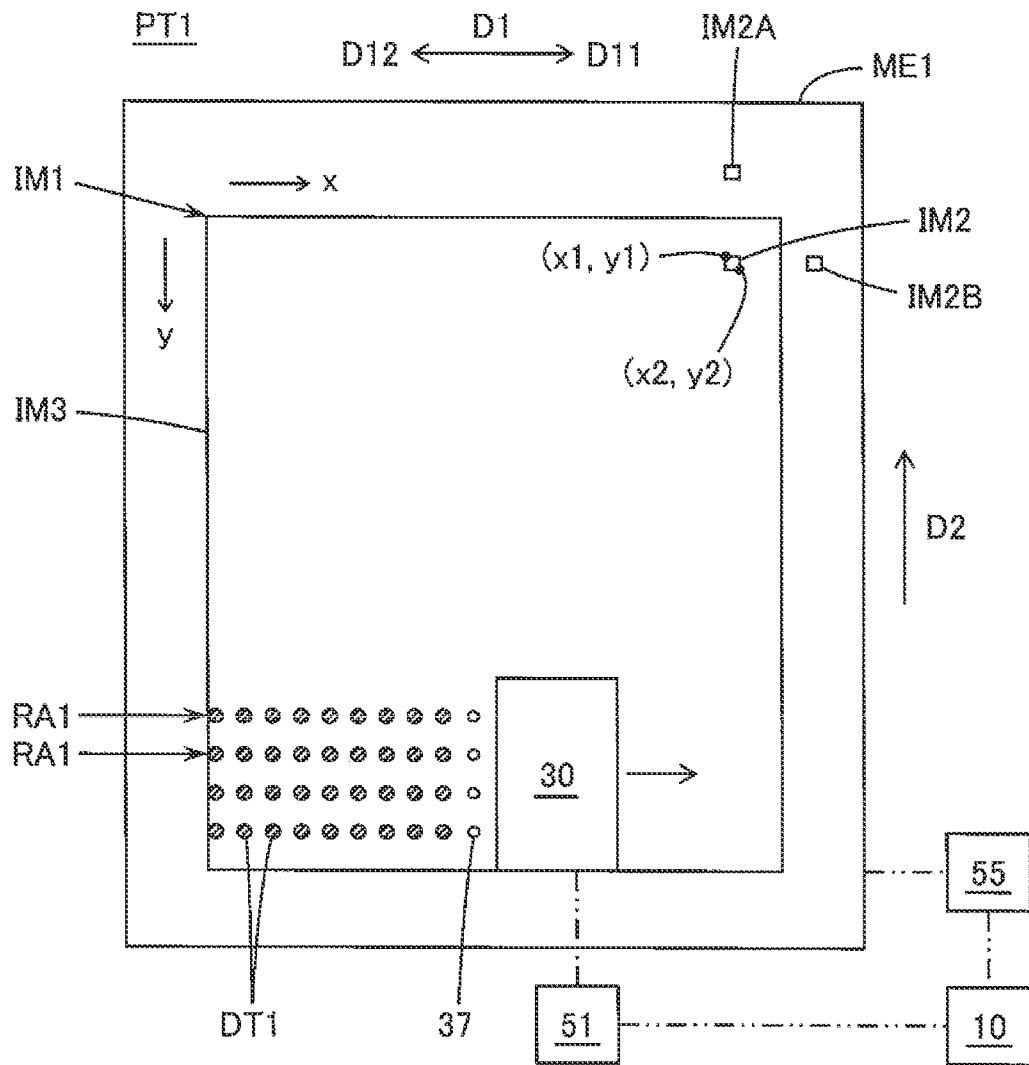 PT1
D1
D12
D11
IM2A
ME1
IM1
x
IM2
(x1, y1)
IM2B
y
(x2, y2)
IM3
D2
RA1
RA1
30
55
DT1
37
51
10